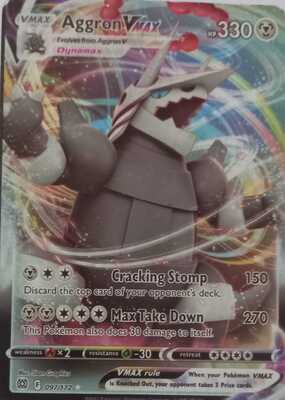 VMAX
Aggron VMAX
HP 330
Evolves from Aggron V
Dynamax
Cracking Stomp 150
Discard the top card of your opponent's deck.
Max Take Down 270
This Pokémon also does 30 damage to itself.
weakness ×2 resistance -30 retreat
VMAX rule
When your Pokémon VMAX
is Knocked Out, your opponent takes 3 Prize cards.
F 097/172